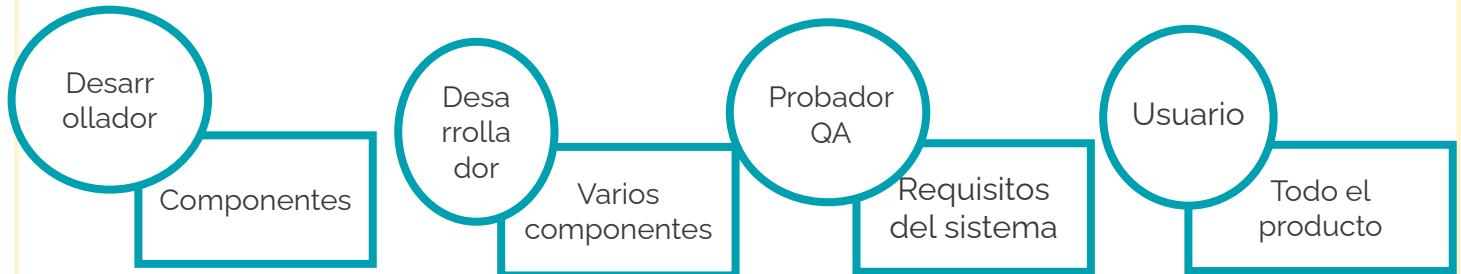 Desarr
ollador
Componentes
Desa
rrolla
dor
Varios
componentes
Probador
QA
Requisitos
del sistema
Usuario
Todo el
producto